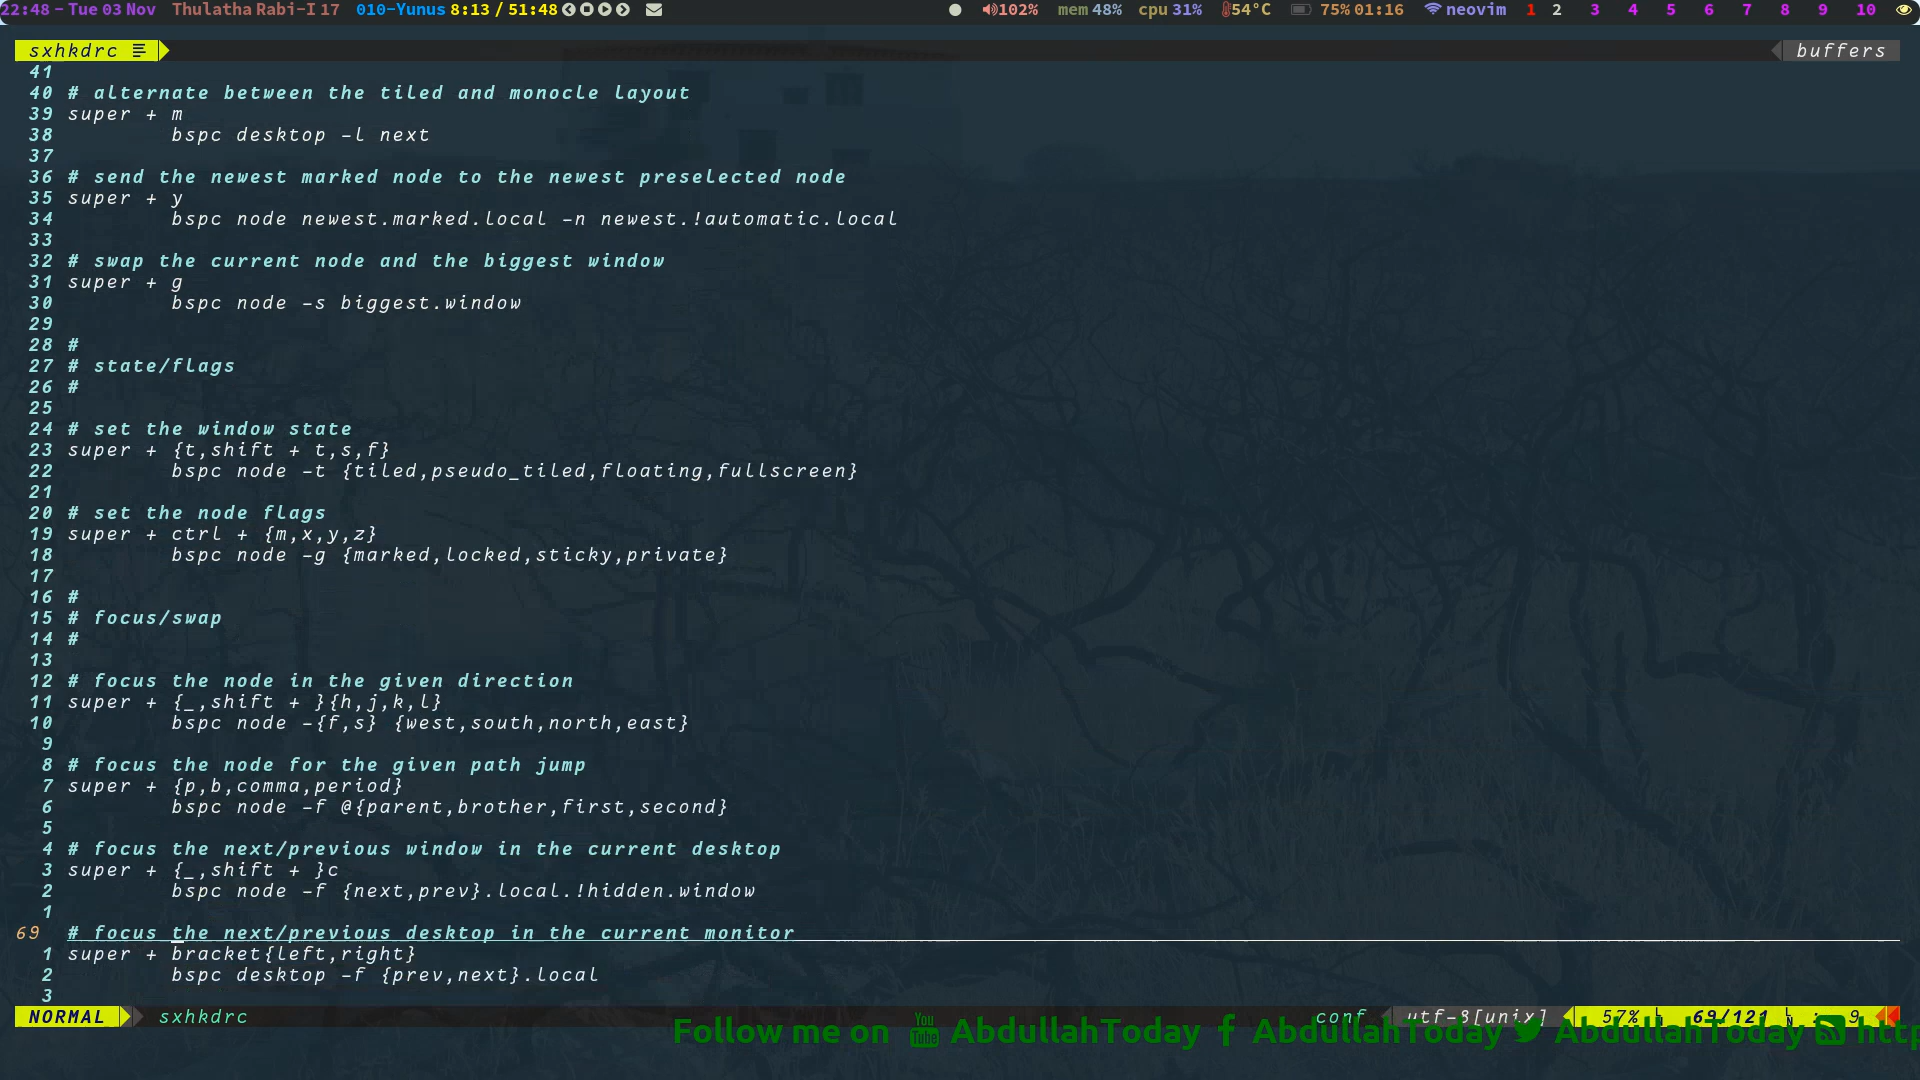 22:48 - Tue 03 Nov Thulatha Rabi-I 17 010-Yunus 8:13 / 51:48 102% mem 48% cpu 31% 54°C 75% 01:16 neovim 1 2 3 4 5 6 7 8 9 10
sxhkdrc buffers
41
40 # alternate between the tiled and monocle layout
39 super + m
38 bspc desktop -l next
37
36 # send the newest marked node to the newest preselected node
35 super + y
34 bspc node newest.marked.local -n newest.!automatic.local
33
32 # swap the current node and the biggest window
31 super + g
30 bspc node -s biggest.window
29
28 #
27 # state/flags
26 #
25
24 # set the window state
23 super + {t,shift + t,s,f}
22 bspc node -t {tiled,pseudo_tiled,floating,fullscreen}
21
20 # set the node flags
19 super + ctrl + {m,x,y,z}
18 bspc node -g {marked,locked,sticky,private}
17
16 #
15 # focus/swap
14 #
13
12 # focus the node in the given direction
11 super + {_,shift + }{h,j,k,l}
10 bspc node -{f,s} {west,south,north,east}
9
8 # focus the node for the given path jump
7 super + {p,b,comma,period}
6 bspc node -f @{parent,brother,first,second}
5
4 # focus the next/previous window in the current desktop
3 super + {_,shift + }c
2 bspc node -f {next,prev}.local.!hidden.window
1
69 # focus the next/previous desktop in the current monitor
1 super + bracket{left,right}
2 bspc desktop -f {prev,next}.local
3
NORMAL sxhkdrc conf utf-8[unix] 57% 69/121 : 9
Follow me on You Tube AbdullahToday AbdullahToday AbdullahToday